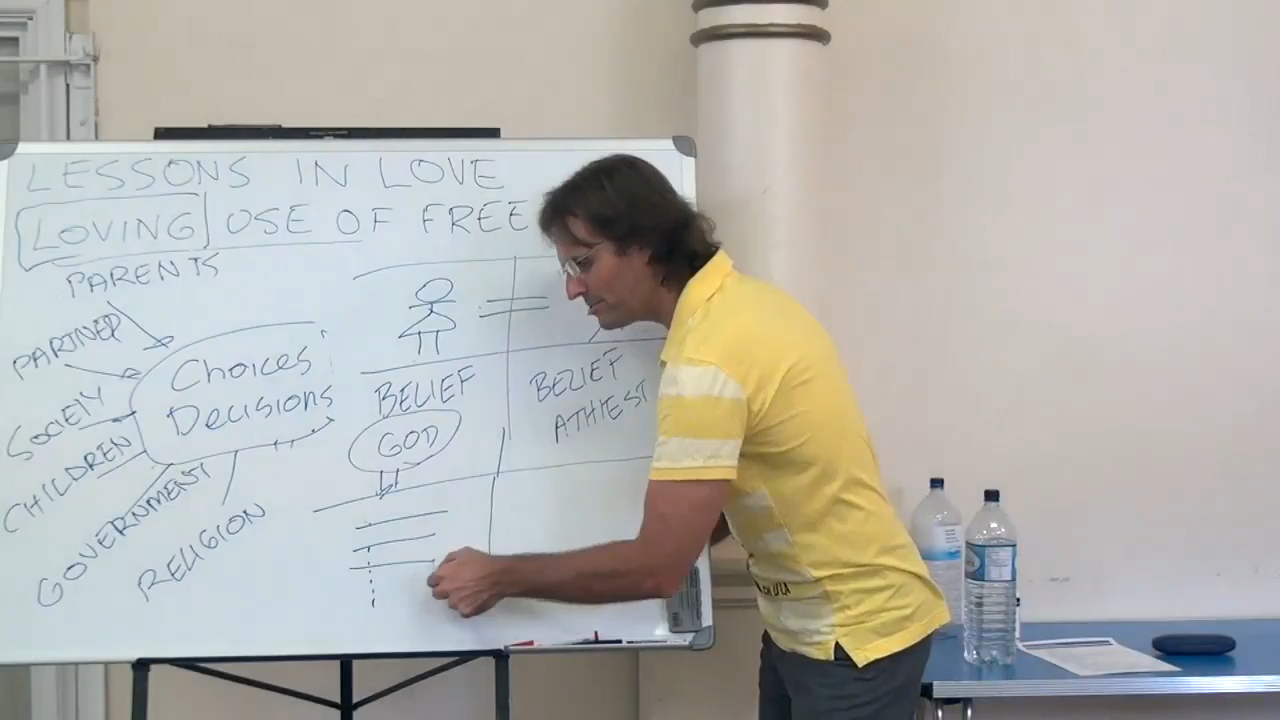 LESSONS IN LOVE
LOVING USE OF FREE
PARENTS
PARTNER
SOCIETY
CHILDREN
GOVERNMENT
RELIGION
Choices
Decisions
BELIEF
GOD
BELIEF
ATHIEST